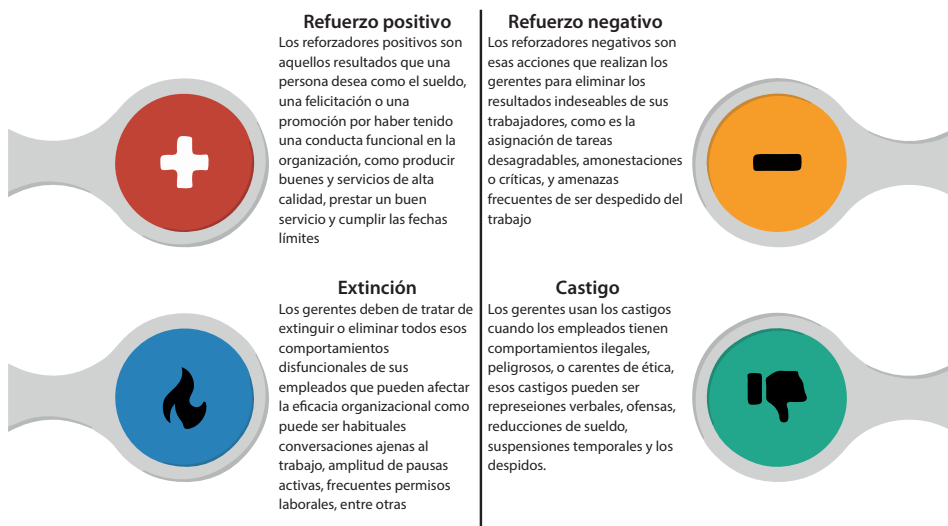 Refuerzo positivo
Los reforzadores positivos son
aquellos resultados que una
persona desea como el sueldo,
una felicitación o una
promoción por haber tenido
una conducta funcional en la
organización, como producir
buenes y servicios de alta
calidad, prestar un buen
servicio y cumplir las fechas
límites
Refuerzo negativo
Los reforzadores negativos son
esas acciones que realizan los
gerentes para eliminar los
resultados indeseables de sus
trabajadores, como es la
asignación de tareas
desagradables, amonestaciones
o críticas, y amenazas
frecuentes de ser despedido del
trabajo
Extinción
Los gerentes deben de tratar de
extinguir o eliminar todos esos
comportamientos
disfuncionales de sus
empleados que pueden afectar
la eficacia organizacional como
puede ser habituales
conversaciones ajenas al
trabajo, amplitud de pausas
activas, frecuentes permisos
laborales, entre otras
Castigo
Los gerentes usan los castigos
cuando los empleados tienen
comportamientos ilegales,
peligrosos, o carentes de ética,
esos castigos pueden ser
represeiones verbales, ofensas,
reducciones de sueldo,
suspensiones temporales y los
despidos.